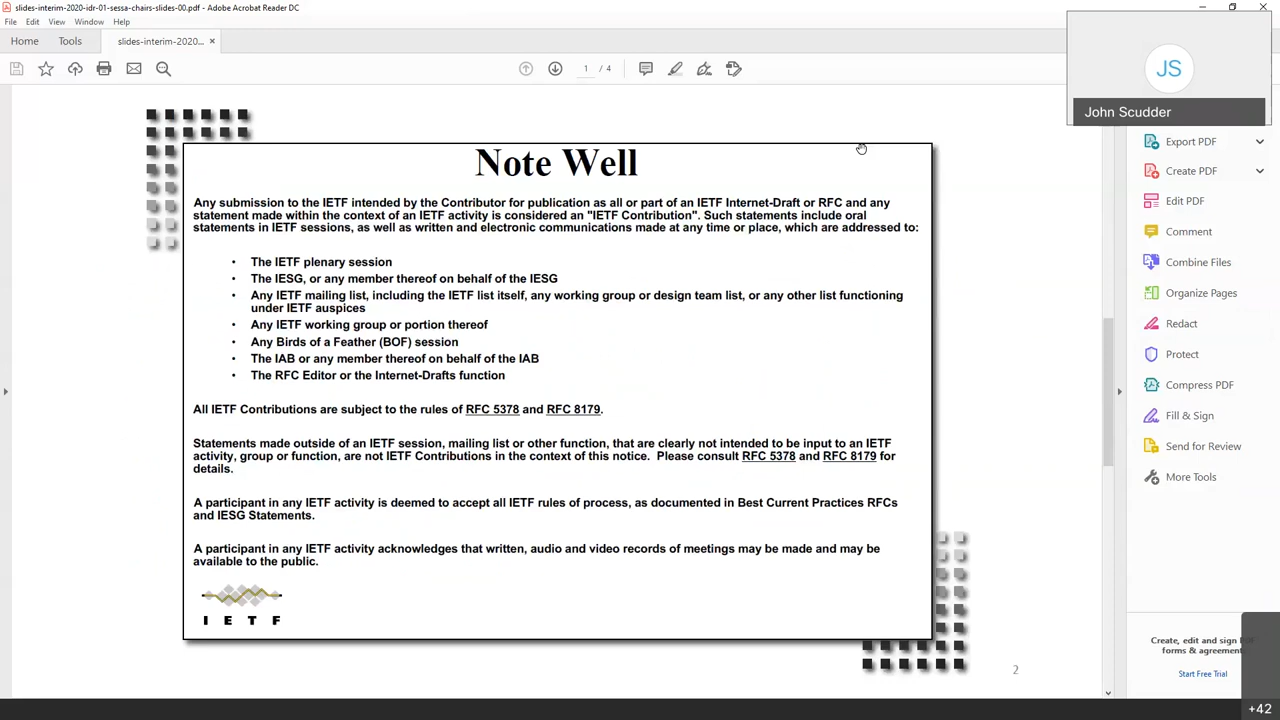 slides-interim-2020-idr-01-sessa-chairs-slides-00.pdf - Adobe Acrobat Reader DC
File Edit View Window Help
Home Tools slides-interim-2020... ×
1 / 4
JS
John Scudder
Note Well
Any submission to the IETF intended by the Contributor for publication as all or part of an IETF Internet-Draft or RFC and any
statement made within the context of an IETF activity is considered an "IETF Contribution". Such statements include oral
statements in IETF sessions, as well as written and electronic communications made at any time or place, which are addressed to:
• The IETF plenary session
• The IESG, or any member thereof on behalf of the IESG
• Any IETF mailing list, including the IETF list itself, any working group or design team list, or any other list functioning
under IETF auspices
• Any IETF working group or portion thereof
• Any Birds of a Feather (BOF) session
• The IAB or any member thereof on behalf of the IAB
• The RFC Editor or the Internet-Drafts function
All IETF Contributions are subject to the rules of RFC 5378 and RFC 8179.
Statements made outside of an IETF session, mailing list or other function, that are clearly not intended to be input to an IETF
activity, group or function, are not IETF Contributions in the context of this notice. Please consult RFC 5378 and RFC 8179 for
details.
A participant in any IETF activity is deemed to accept all IETF rules of process, as documented in Best Current Practices RFCs
and IESG Statements.
A participant in any IETF activity acknowledges that written, audio and video records of meetings may be made and may be
available to the public.
I E T F
2
Export PDF
Create PDF
Edit PDF
Comment
Combine Files
Organize Pages
Redact
Protect
Compress PDF
Fill & Sign
Send for Review
More Tools
Create, edit and sign PDF
forms & agreements
Start Free Trial
+42